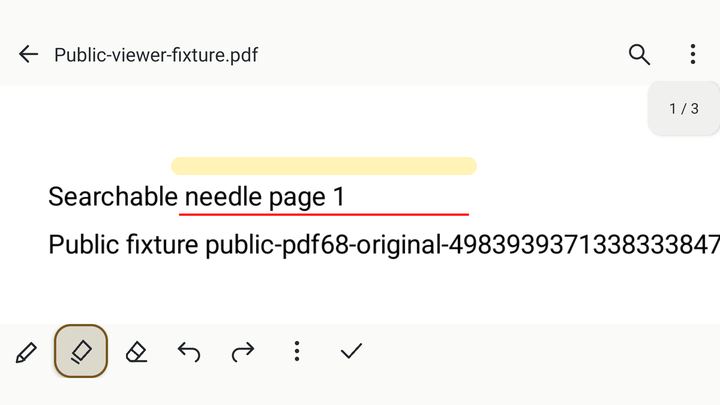 Public-viewer-fixture.pdf
1 / 3
Searchable needle page 1
Public fixture public-pdf68-original-4983939371338333847